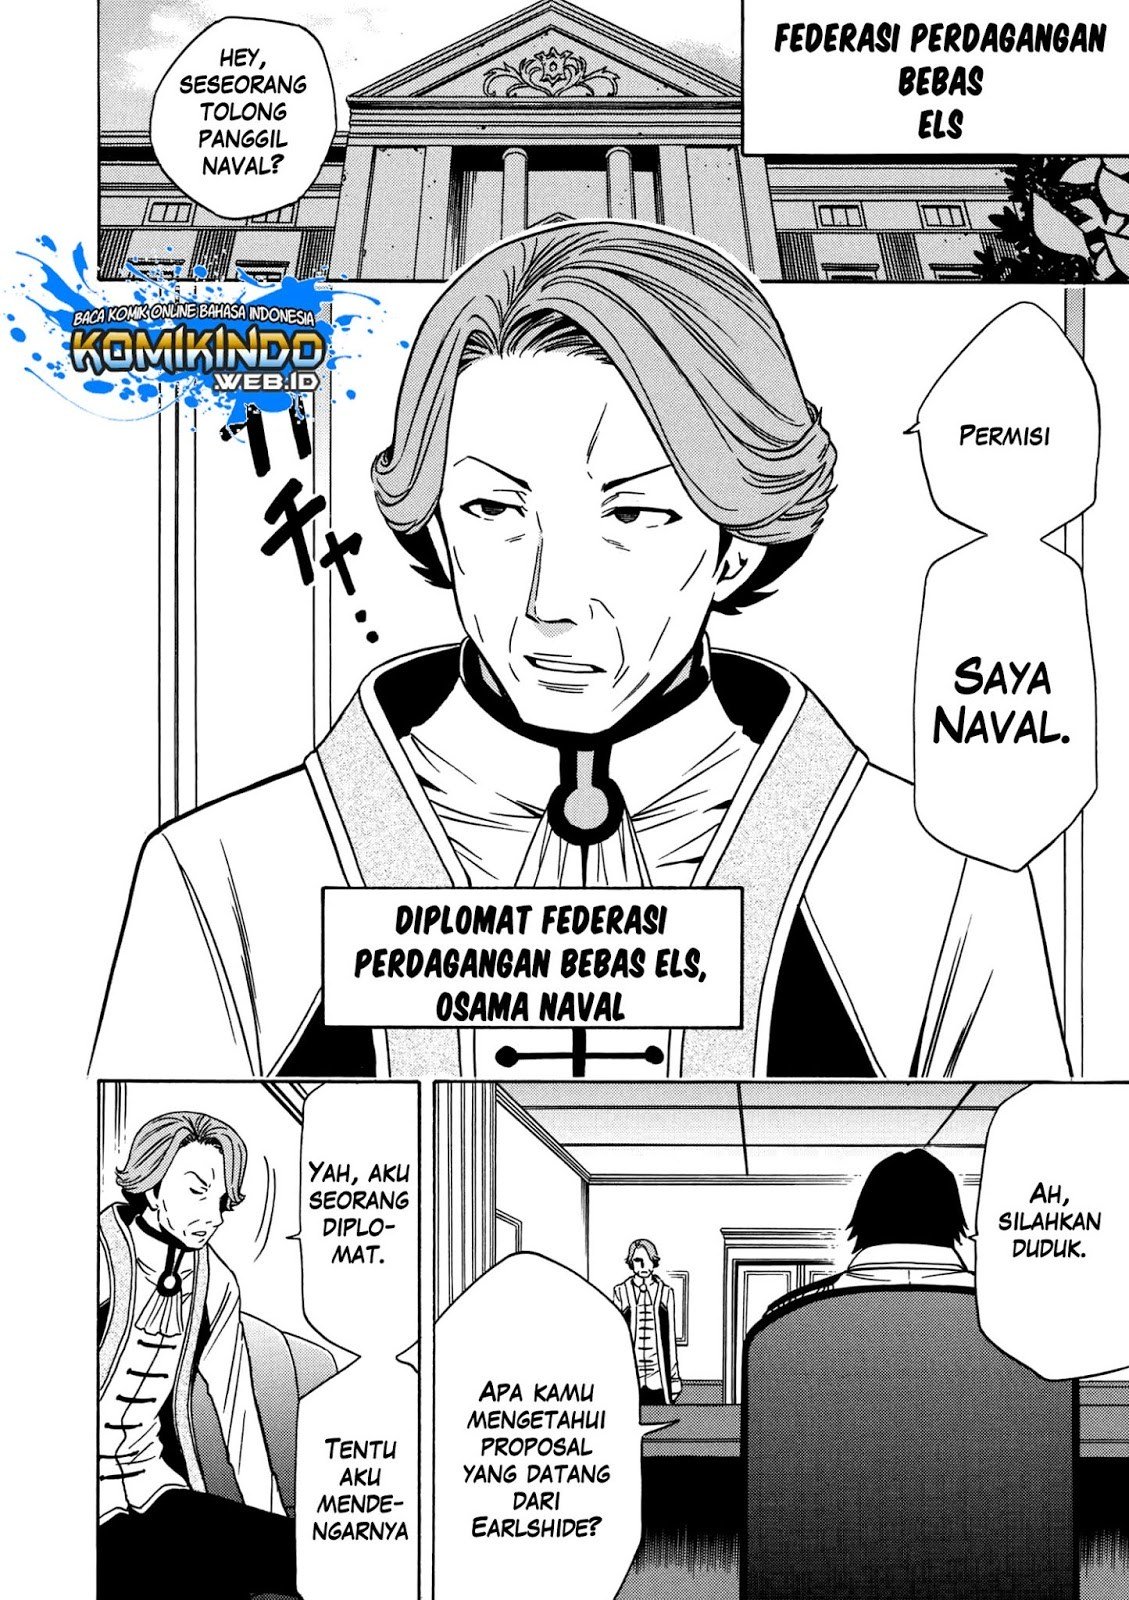 FEDERASI PERDAGANGAN
BEBAS
ELS
HEY,
SESEORANG
TOLONG
PANGGIL
NAVAL?
BACA KOMIK ONLINE BAHASA INDONESIA
KOMIKINDO
.WEB.ID
PERMISI
SAYA
NAVAL.
ガチャ
DIPLOMAT FEDERASI
PERDAGANGAN BEBAS ELS,
OSAMA NAVAL
AH,
SILAHKAN
DUDUK.
APA KAMU
MENGETAHUI
PROPOSAL
YANG DATANG
DARI
EARLSHIDE?
YAH, AKU
SEORANG
DIPLO-
MAT.
TENTU
AKU
MENDE-
NGARNYA